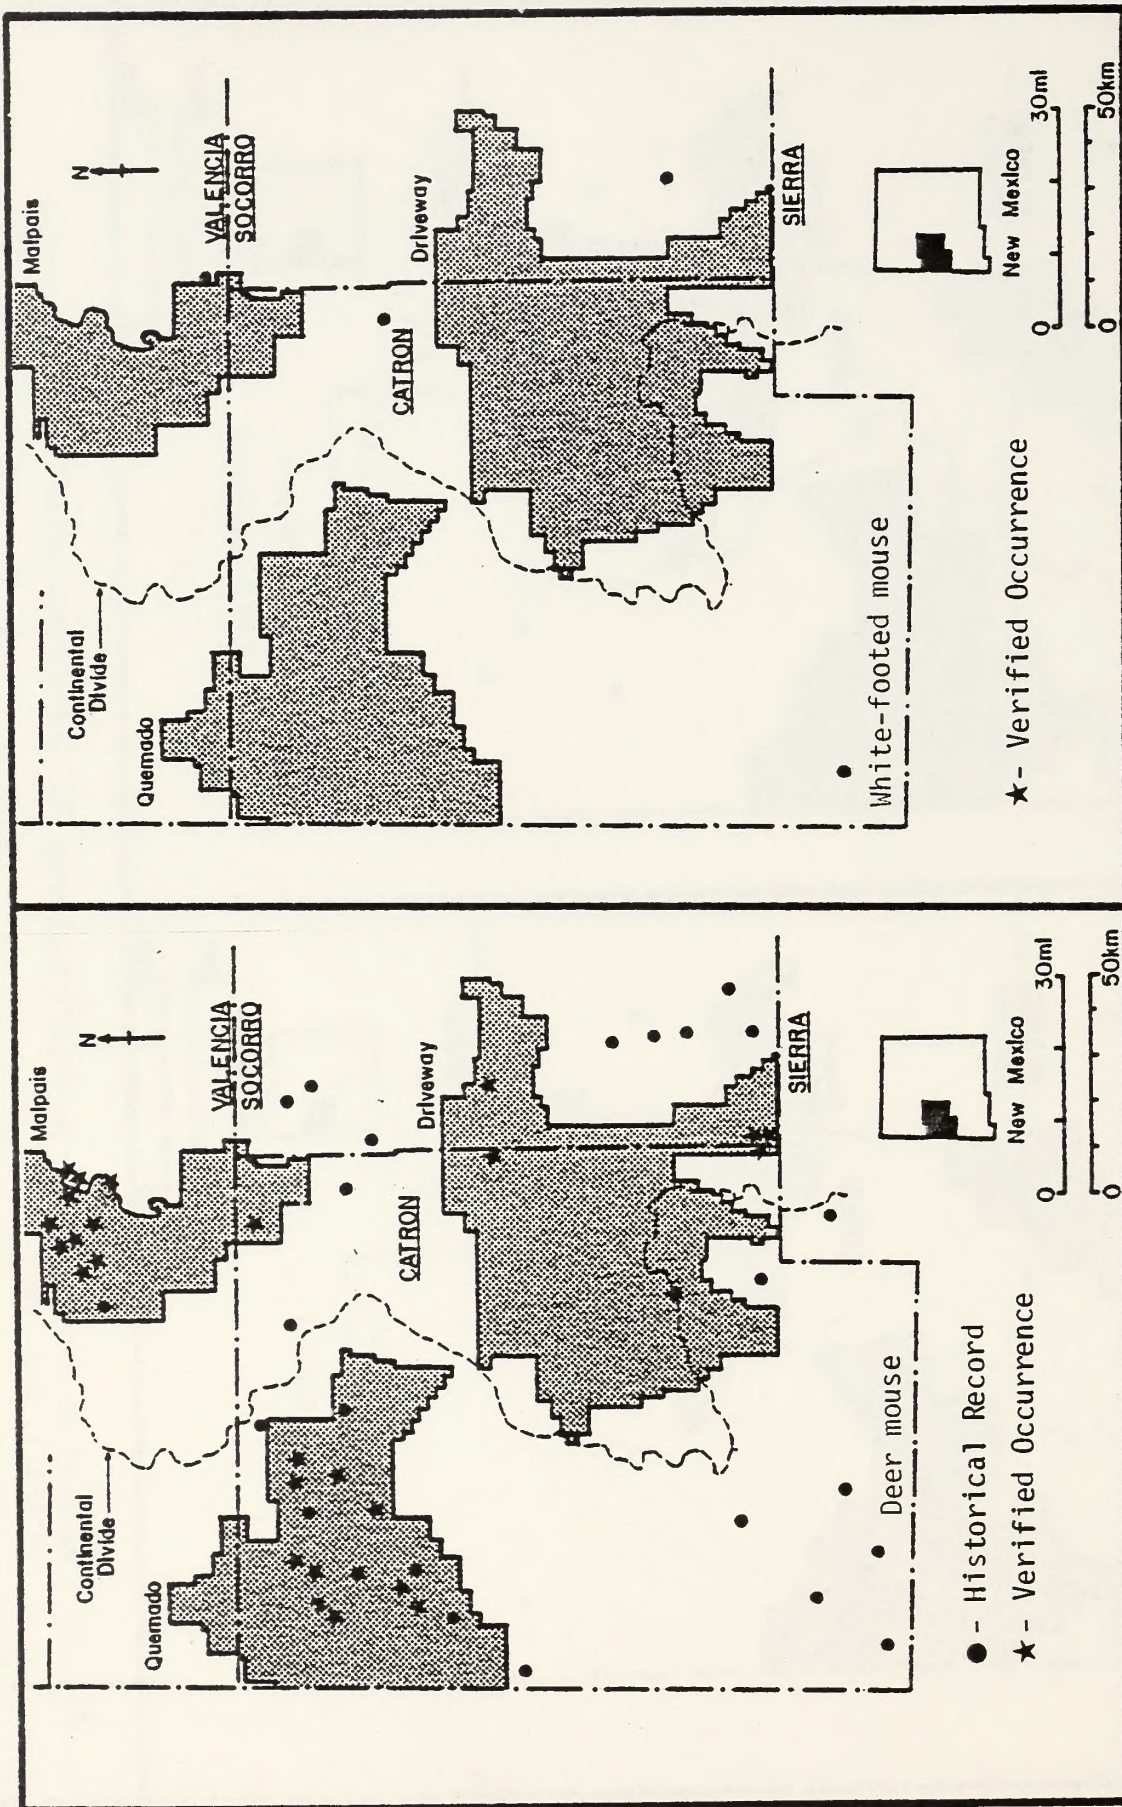 Malpais
N
Continental
Divide
VALENCIA
SOCORRO
Quemado
Driveway
CATRON
SIERRA
Deer mouse
● - Historical Record
★ - Verified Occurrence
New Mexico
0 30mi
0 50km
Malpais
N
Continental
Divide
VALENCIA
SOCORRO
Quemado
Driveway
CATRON
SIERRA
White-footed mouse
★ - Verified Occurrence
New Mexico
0 30mi
0 50km